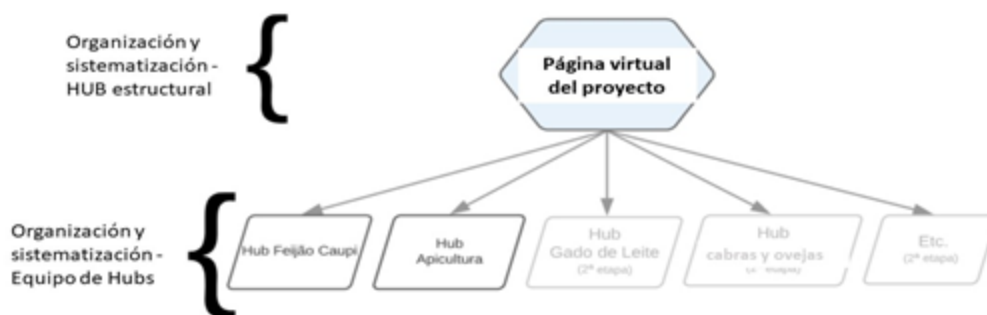 Organización y
sistematización -
HUB estructural
Página virtual
del proyecto
Organización y
sistematización -
Equipo de Hubs
Hub Feijão Caupi
Hub
Apicultura
Hub
Gado de Leite
(2ª etapa)
Hub
cabras y ovejas
Etc.
(2ª etapa)